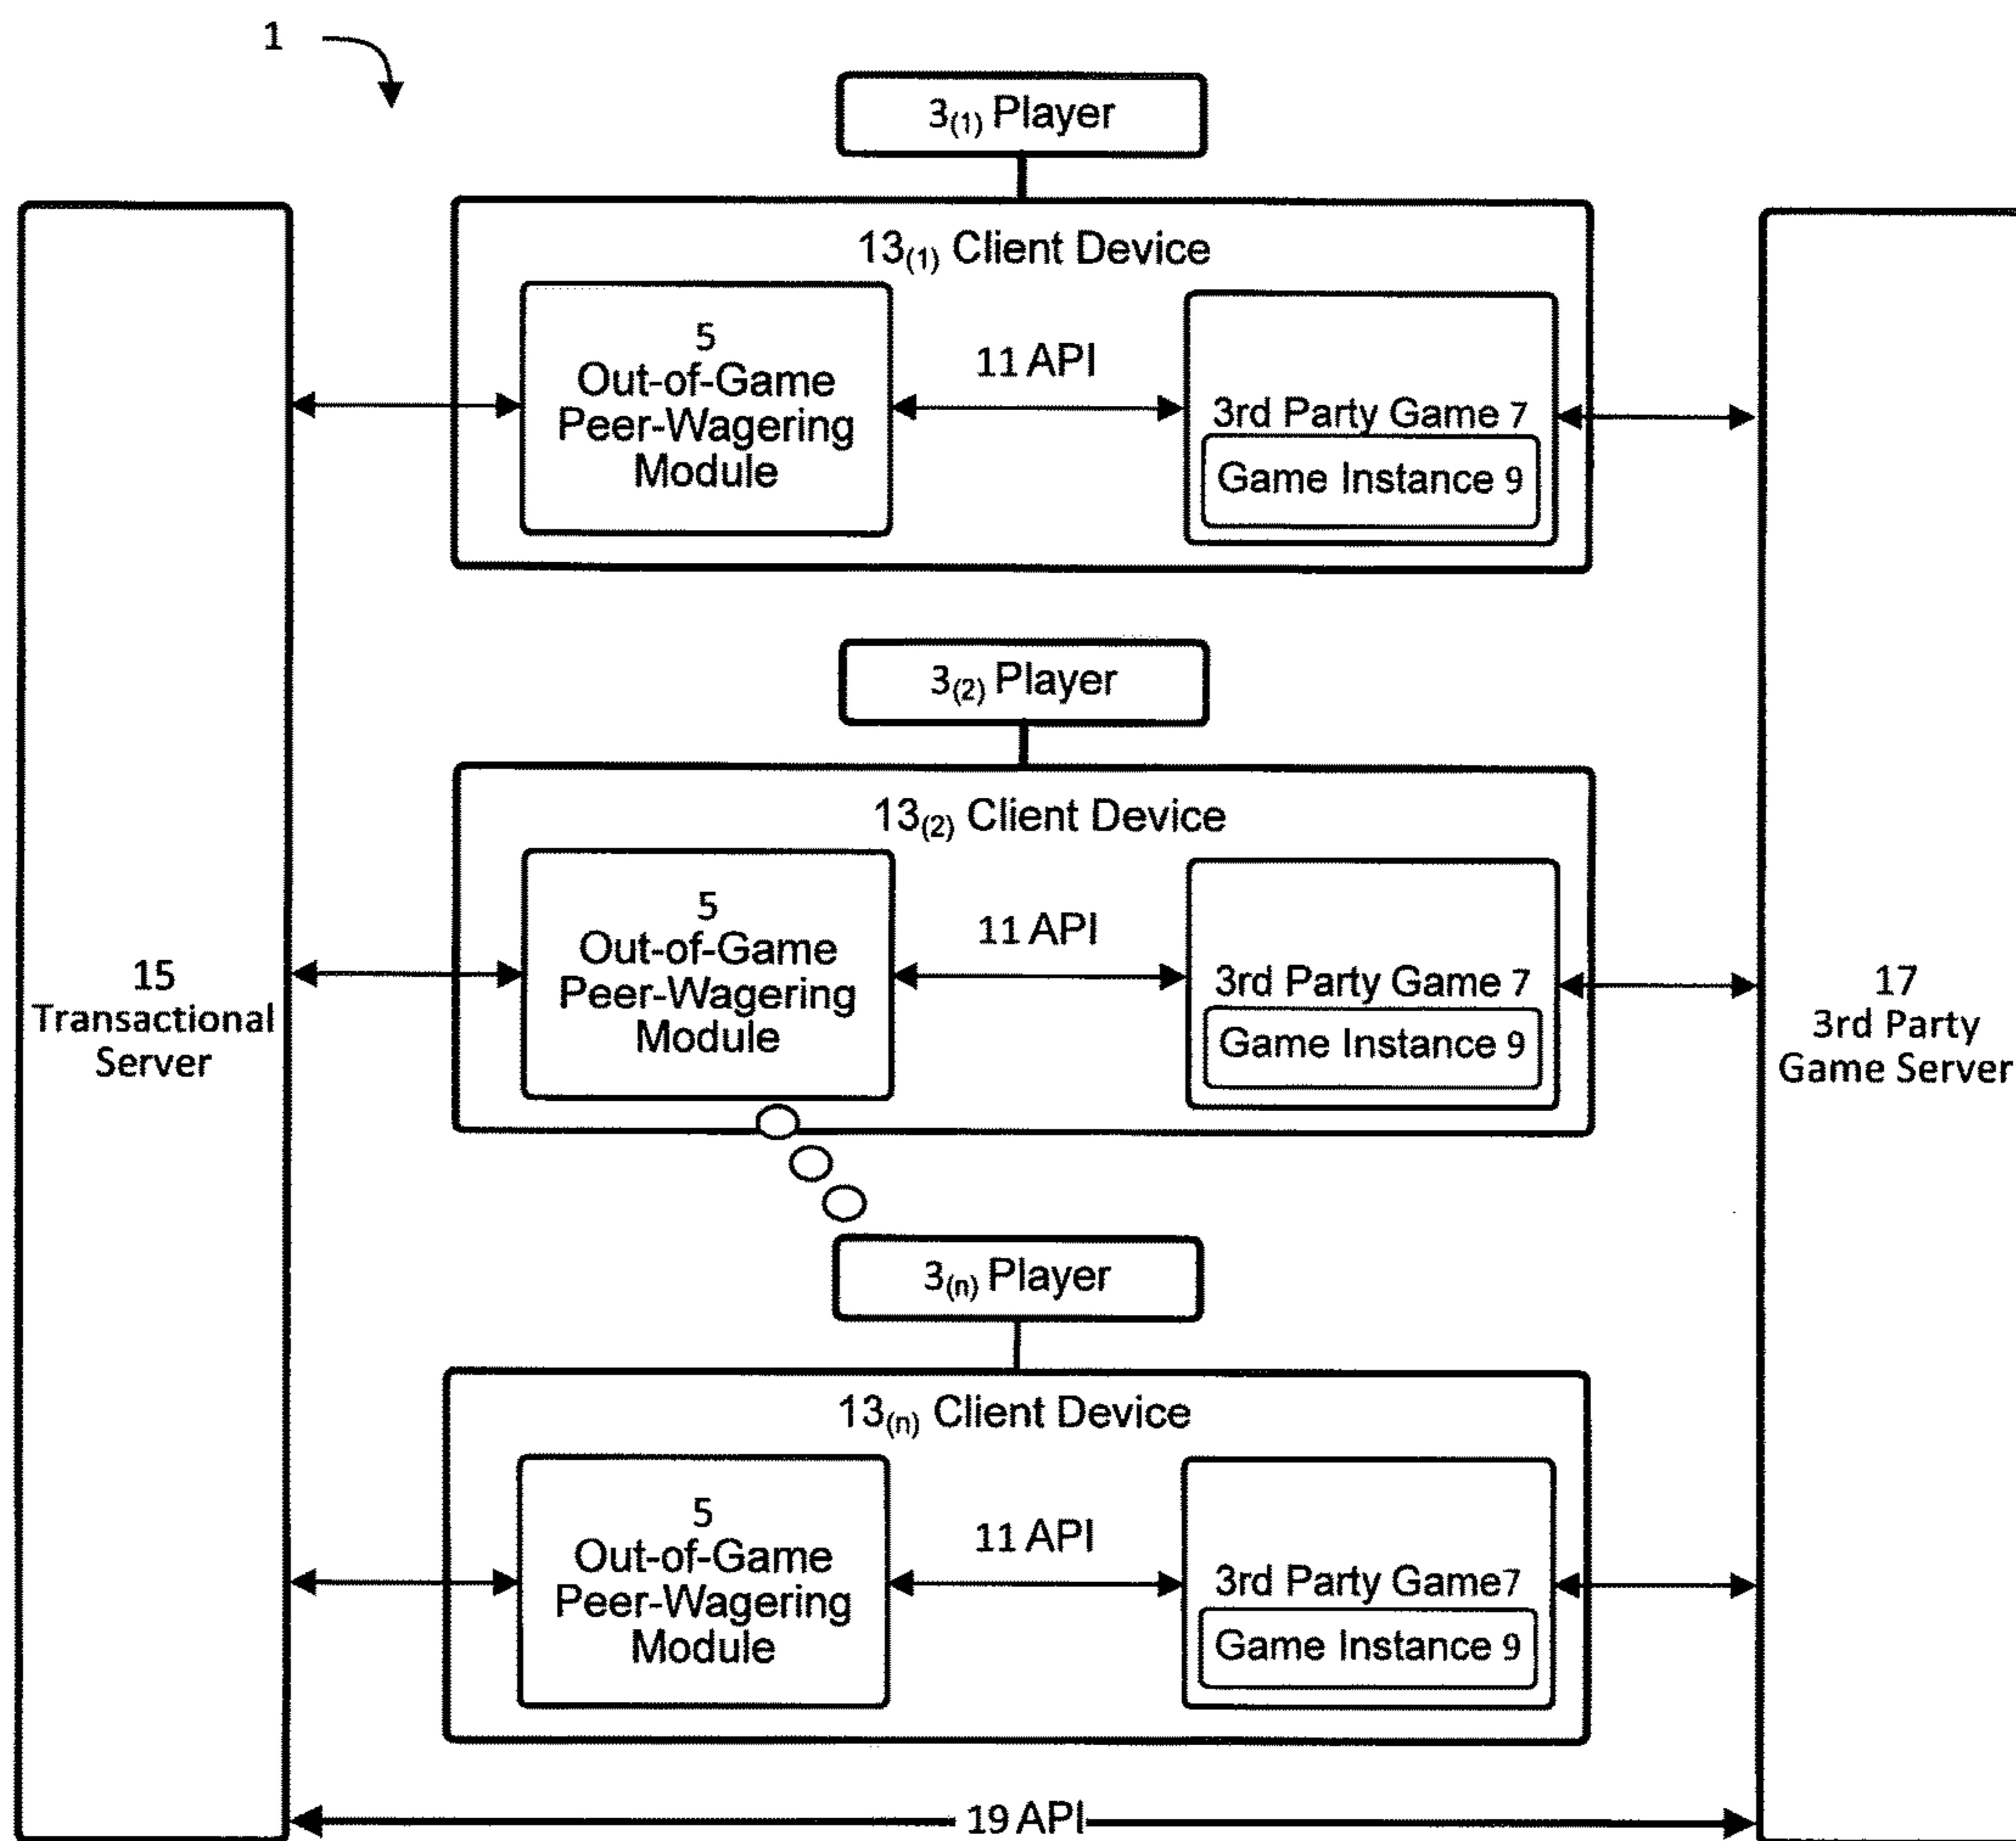 1
3(1) Player
13(1) Client Device
5
Out-of-Game
Peer-Wagering
Module
11 API
3rd Party Game 7
Game Instance 9
3(2) Player
13(2) Client Device
5
Out-of-Game
Peer-Wagering
Module
11 API
3rd Party Game 7
Game Instance 9
15
Transactional
Server
17
3rd Party
Game Server
3(n) Player
13(n) Client Device
5
Out-of-Game
Peer-Wagering
Module
11 API
3rd Party Game7
Game Instance 9
19 API